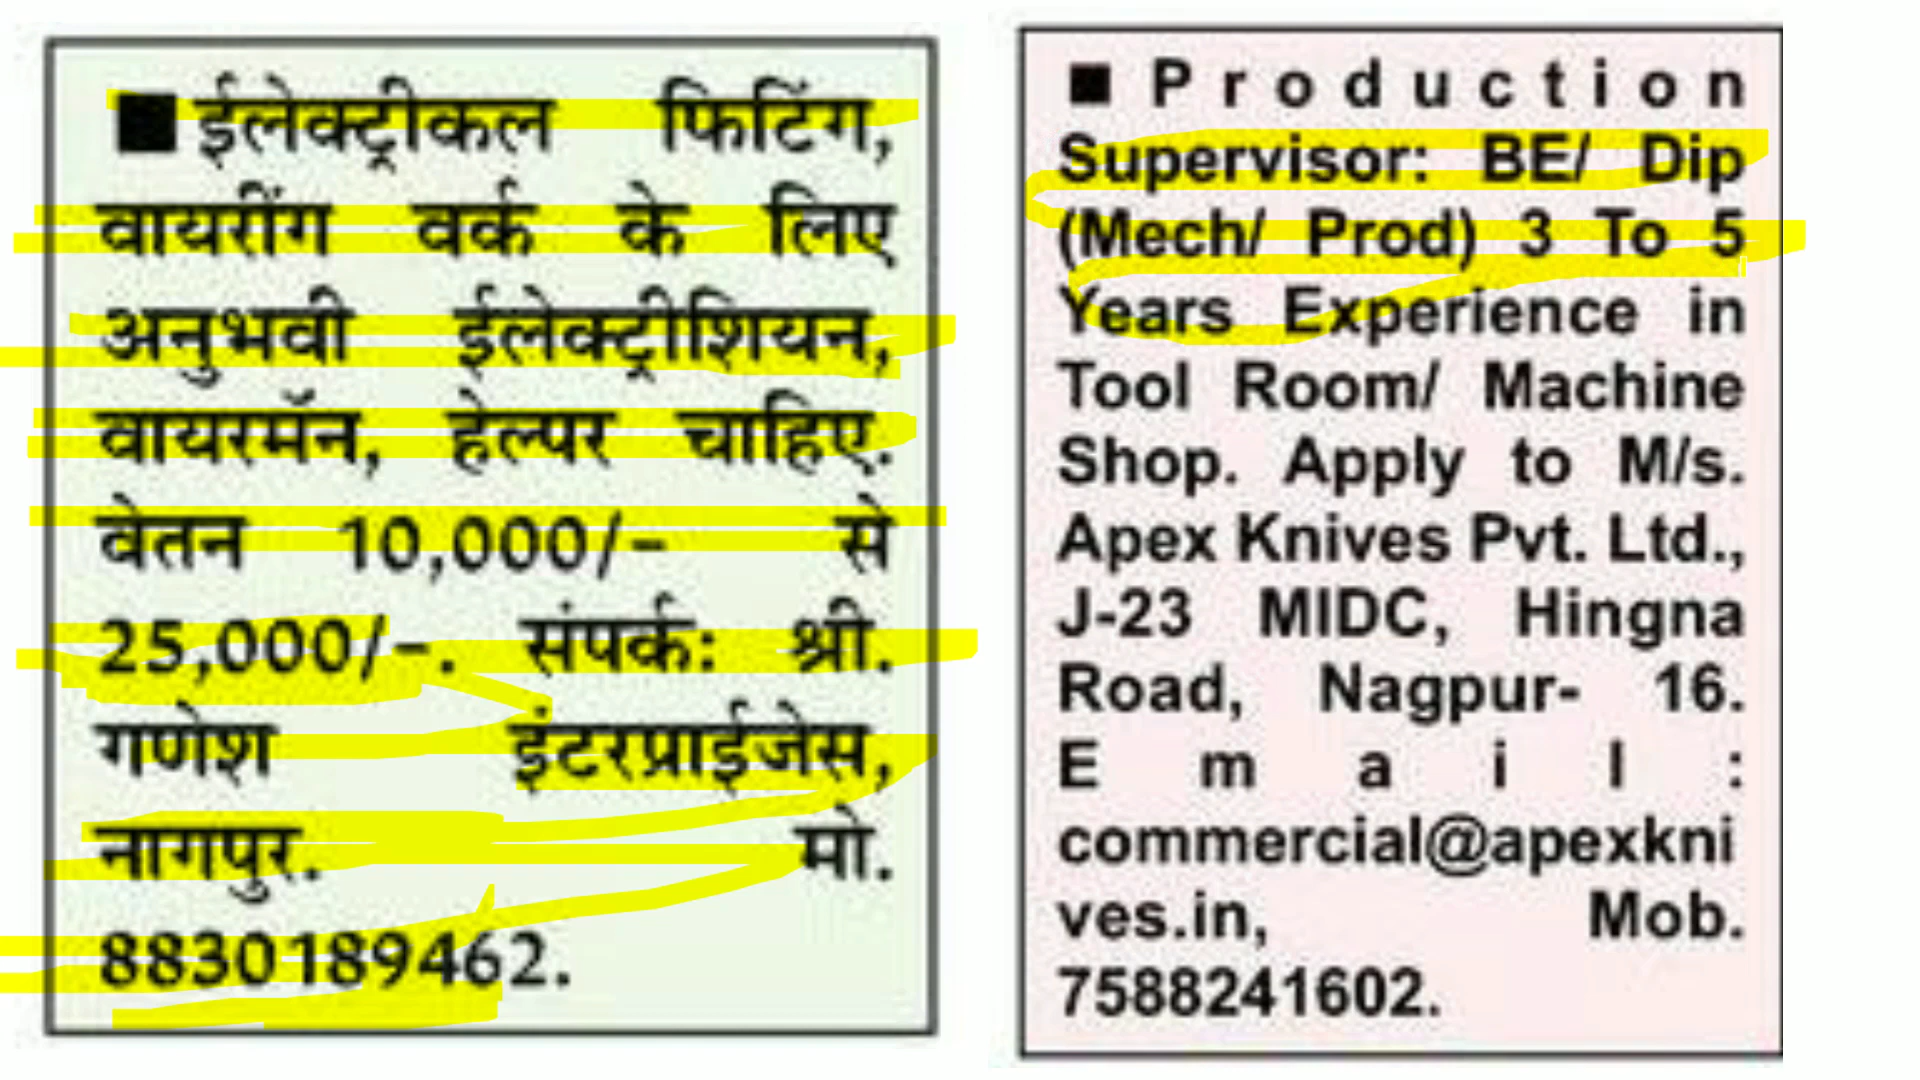 ■ ईलेक्ट्रीकल फिटिंग,
वायरींग वर्क के लिए
अनुभवी ईलेक्ट्रीशियन,
वायरमॅन, हेल्पर चाहिए.
वेतन 10,000/- से
25,000/-. संपर्क: श्री.
गणेश इंटरप्राईजेस,
नागपुर. मो.
8830189462.
■ Production
Supervisor: BE/ Dip
(Mech/ Prod) 3 To 5
Years Experience in
Tool Room/ Machine
Shop. Apply to M/s.
Apex Knives Pvt. Ltd.,
J-23 MIDC, Hingna
Road, Nagpur- 16.
Email:
commercial@apexkni
ves.in, Mob.
7588241602.